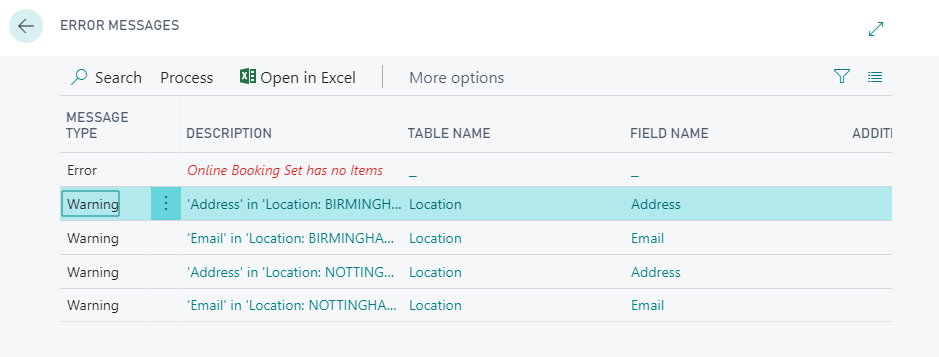 ERROR MESSAGES
Search Process Open in Excel More options
MESSAGE TYPE DESCRIPTION TABLE NAME FIELD NAME ADDITI
Error Online Booking Set has no Items _ _
Warning 'Address' in 'Location: BIRMINGH... Location Address
Warning 'Email' in 'Location: BIRMINGHA... Location Email
Warning 'Address' in 'Location: NOTTING... Location Address
Warning 'Email' in 'Location: NOTTINGHA... Location Email